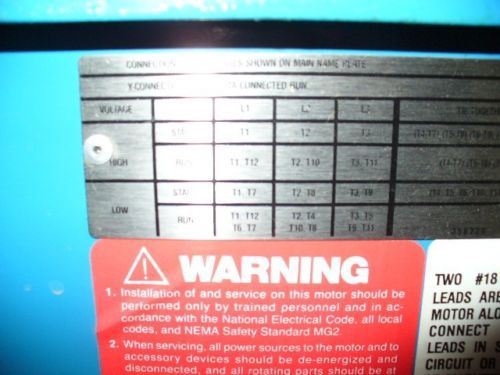 CONNECTION SHOWN ON MAIN NAME PLATE
CONNECTED RUN
VOLTAGE L1 L2 L3
HIGH
T1 T2 T3
RUN T1, T12 T2, T10 T3, T11
LOW
T1, T7 T2, T8 T3, T9
RUN T1, T12 T2, T4 T3, T5
T6, T7 T10, T8 T9, T11
WARNING
1. Installation of and service on this motor should be
performed only by trained personnel and in ac-
cordance with the National Electrical Code, all local
codes, and NEMA Safety Standard MG2.
2. When servicing, all power sources to the motor and to
accessory devices should be de-energized and
disconnected, and all rotating parts should be at
TWO #18
LEADS AR
MOTOR ALO
CONNECT
LEADS IN S
CIRCUIT OR